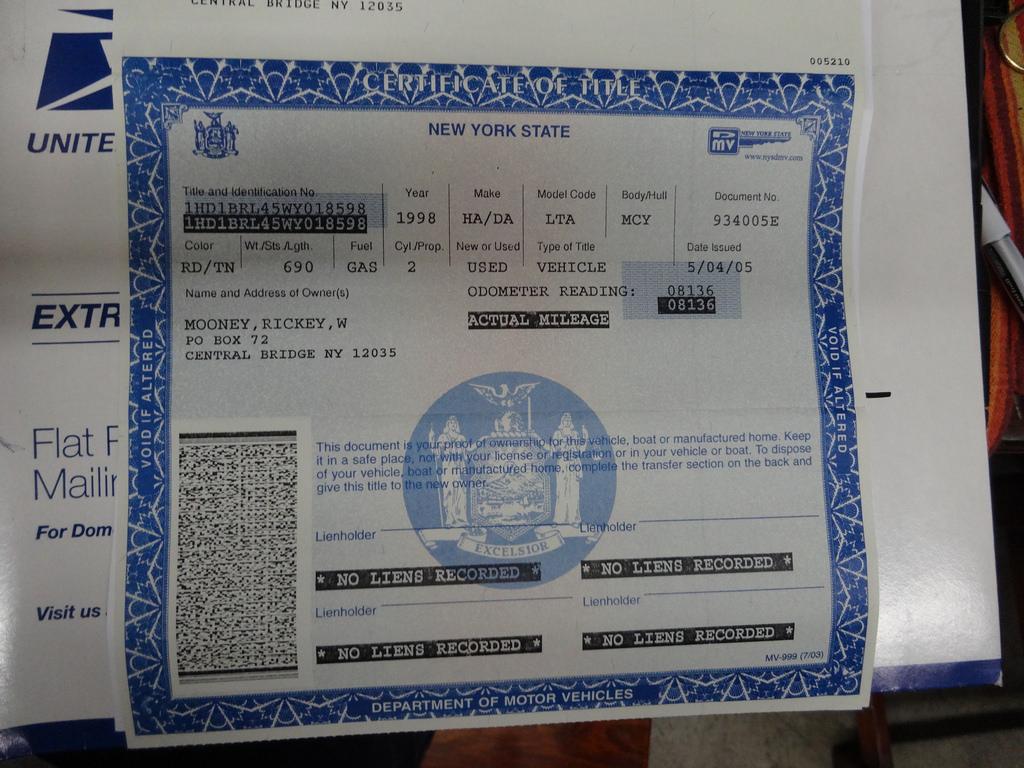 CENTRAL BRIDGE NY 12035
005210
CERTIFICATE OF TITLE
UNITE
NEW YORK STATE
DMV NEW YORK STATE
www.nysdmv.com
Title and Identification No. Year Make Model Code Body/Hull Document No.
1HD1BRL45WY018598
1HD1BRL45WY018598 1998 HA/DA LTA MCY 934005E
Color Wt./Sts./Lgth. Fuel Cyl./Prop. New or Used Type of Title Date Issued
RD/TN 690 GAS 2 USED VEHICLE 5/04/05
Name and Address of Owner(s) ODOMETER READING: 08136
08136
MOONEY,RICKEY,W ACTUAL MILEAGE
PO BOX 72
CENTRAL BRIDGE NY 12035
EXTR
VOID IF ALTERED
VOID IF ALTERED
Flat F
Mailin
For Dom
Visit us
This document is your proof of ownership for this vehicle, boat or manufactured home. Keep
it in a safe place, not with your license or registration or in your vehicle or boat. To dispose
of your vehicle, boat or manufactured home, complete the transfer section on the back and
give this title to the new owner.
Lienholder Lienholder
EXCELSIOR
* NO LIENS RECORDED * * NO LIENS RECORDED *
Lienholder Lienholder
* NO LIENS RECORDED * * NO LIENS RECORDED *
MV-999 (7/03)
DEPARTMENT OF MOTOR VEHICLES